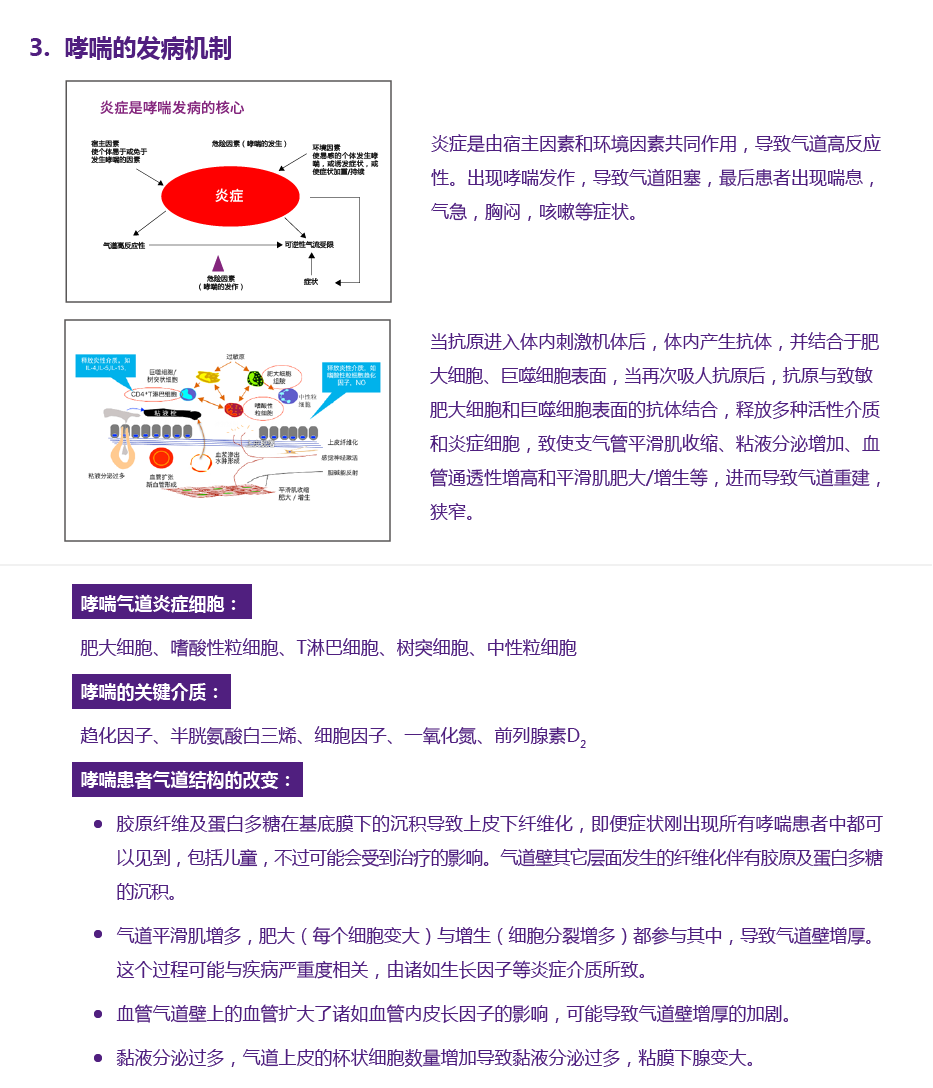 3. 哮喘的发病机制
炎症是哮喘发病的核心
宿主因素
使个体易于或免于
发生哮喘的因素
危险因素（哮喘的发生）
环境因素
使易感的个体发生哮
喘，或诱发症状，或
使症状加重/持续
炎症
气道高反应性
可逆性气流受限
危险因素
（哮喘的发作）
症状
炎症是由宿主因素和环境因素共同作用，导致气道高反应
性。出现哮喘发作，导致气道阻塞，最后患者出现喘息，
气急，胸闷，咳嗽等症状。
释放炎性介质，如
IL-4,IL-5,IL-13.
过敏原
巨噬细胞/
树突状细胞
肥大细胞
CD4+T淋巴细胞
嗜酸性
粒细胞
释放炎性介质，如
嗜酸性粒细胞趋化
因子，NO
粘液栓
上皮纤维化
感觉神经激活
胆碱能反射
粘液分泌过多
血管扩张
新血管形成
血浆渗出
水肿形成
平滑肌收缩
肥大 / 增生
当抗原进入体内刺激机体后，体内产生抗体，并结合于肥
大细胞、巨噬细胞表面，当再次吸人抗原后，抗原与致敏
肥大细胞和巨噬细胞表面的抗体结合，释放多种活性介质
和炎症细胞，致使支气管平滑肌收缩、粘液分泌增加、血
管通透性增高和平滑肌肥大/增生等，进而导致气道重建，
狭窄。
哮喘气道炎症细胞：
肥大细胞、嗜酸性粒细胞、T淋巴细胞、树突细胞、中性粒细胞
哮喘的关键介质：
趋化因子、半胱氨酸白三烯、细胞因子、一氧化氮、前列腺素D2
哮喘患者气道结构的改变：
● 胶原纤维及蛋白多糖在基底膜下的沉积导致上皮下纤维化，即便症状刚出现所有哮喘患者中都可
以见到，包括儿童，不过可能会受到治疗的影响。气道壁其它层面发生的纤维化伴有胶原及蛋白多糖
的沉积。
● 气道平滑肌增多，肥大（每个细胞变大）与增生（细胞分裂增多）都参与其中，导致气道壁增厚。
这个过程可能与疾病严重度相关，由诸如生长因子等炎症介质所致。
● 血管气道壁上的血管扩大了诸如血管内皮长因子的影响，可能导致气道壁增厚的加剧。
● 黏液分泌过多，气道上皮的杯状细胞数量增加导致黏液分泌过多，粘膜下腺变大。